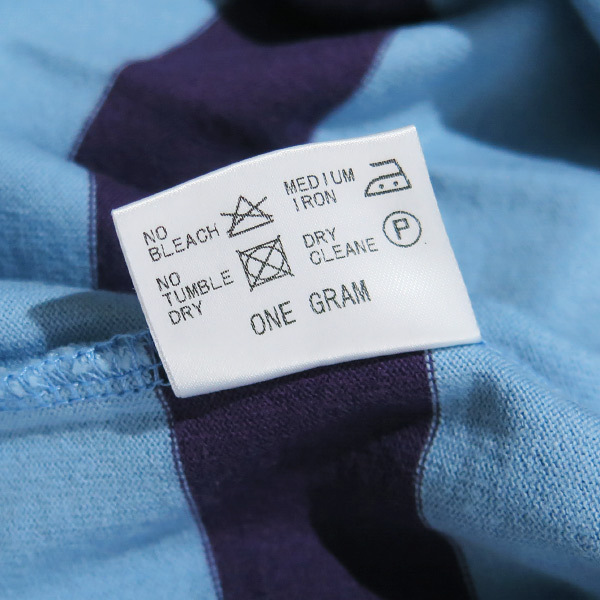 NO
BLEACH
MEDIUM
IRON
NO
TUMBLE
DRY
DRY
CLEANE
P
ONE GRAM